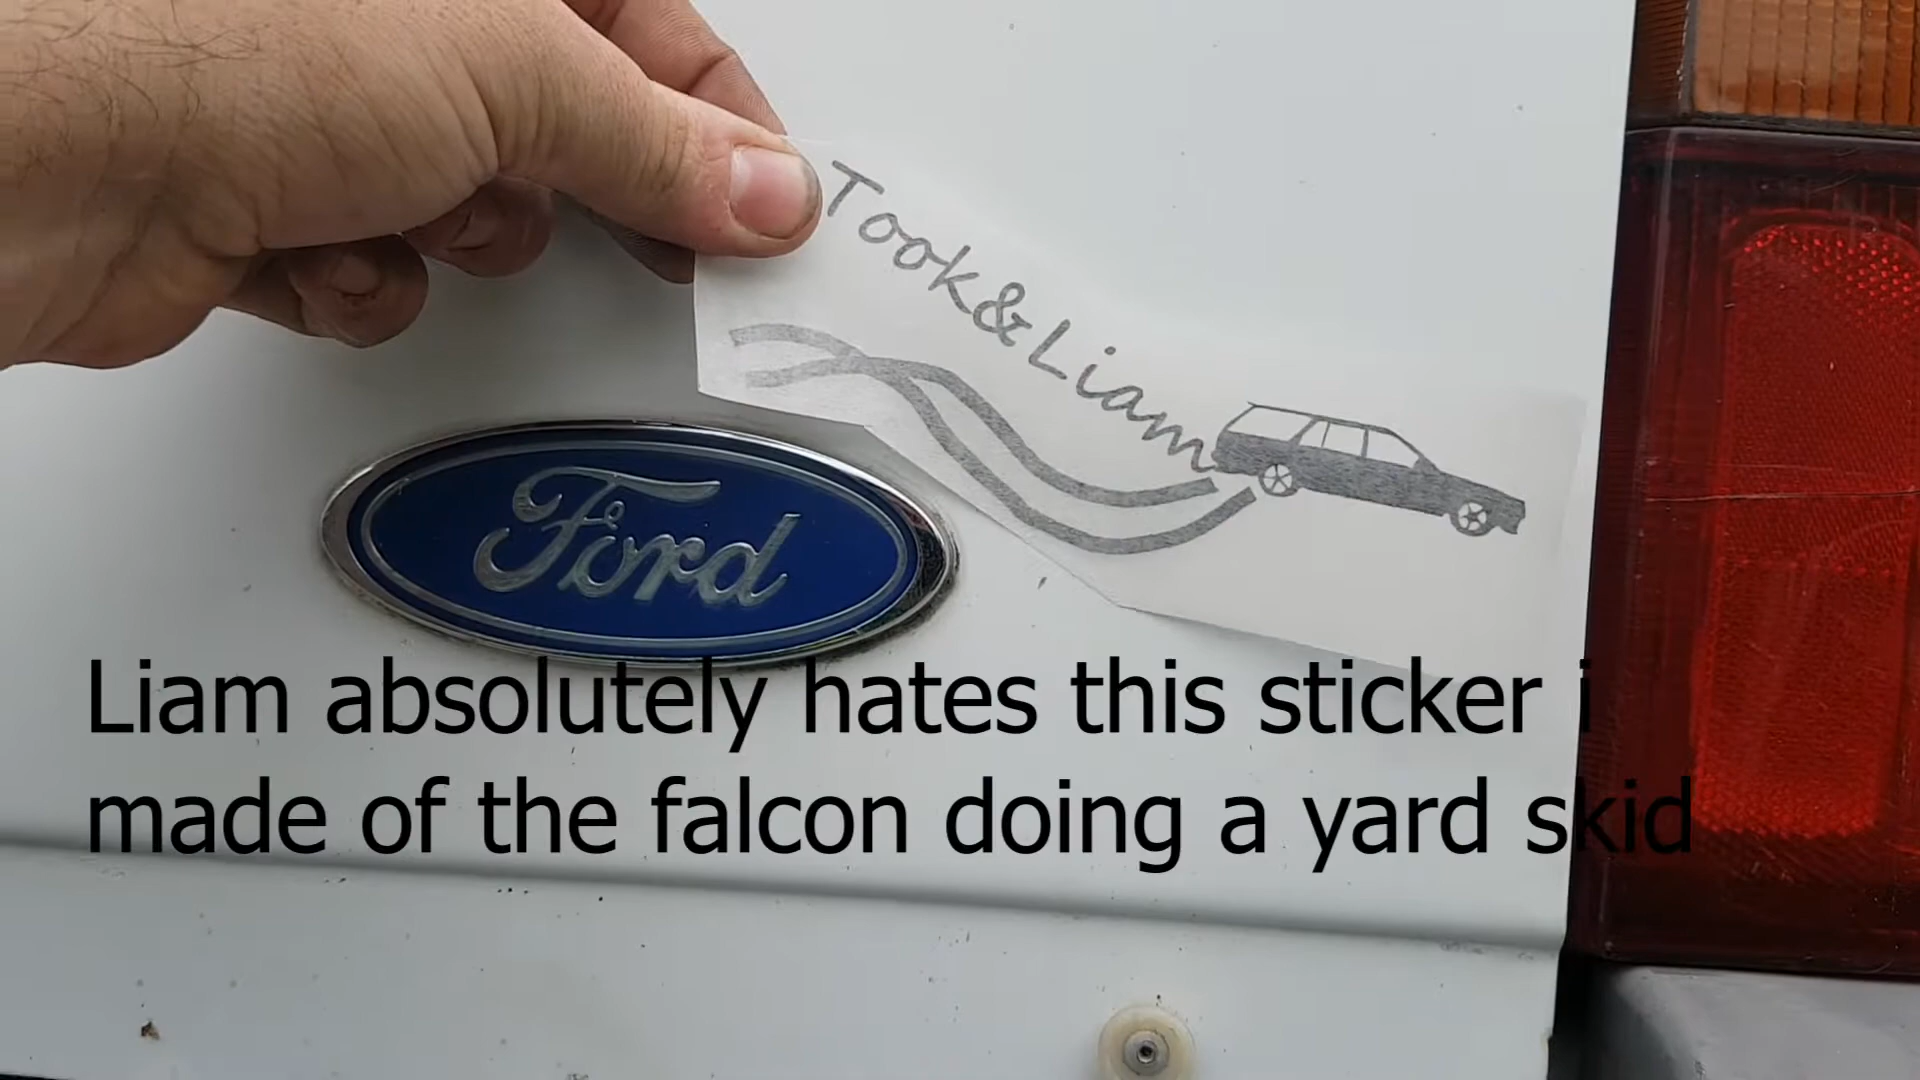 Took&Liam
Ford
Liam absolutely hates this sticker i
made of the falcon doing a yard skid